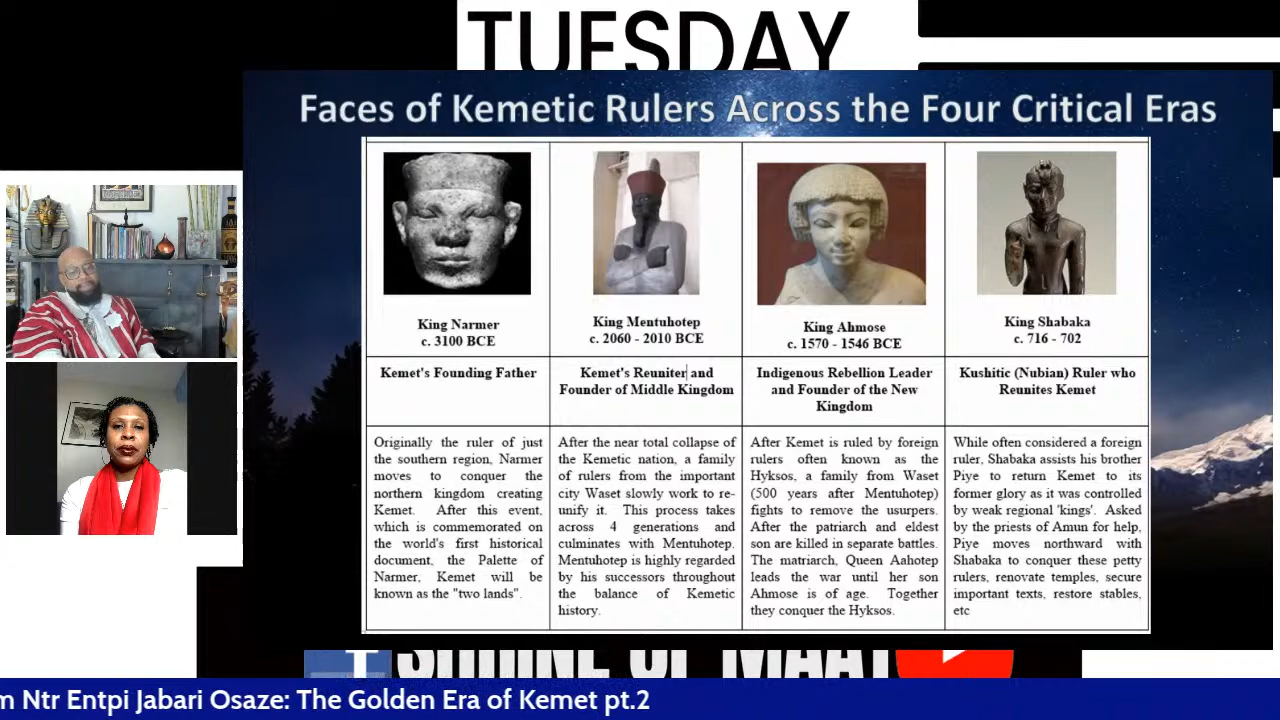 TUESDAY
Faces of Kemetic Rulers Across the Four Critical Eras
King Narmer
c. 3100 BCE
King Mentuhotep
c. 2060 - 2010 BCE
King Ahmose
c. 1570 - 1546 BCE
King Shabaka
c. 716 - 702
Kemet's Founding Father
Kemet's Reuniter and
Founder of Middle Kingdom
Indigenous Rebellion Leader
and Founder of the New
Kingdom
Kushitic (Nubian) Ruler who
Reunites Kemet
Originally the ruler of just
the southern region, Narmer
moves to conquer the
northern kingdom creating
Kemet. After this event,
which is commemorated on
the world's first historical
document, the Palette of
Narmer, Kemet will be
known as the "two lands".
After the near total collapse of
the Kemetic nation, a family
of rulers from the important
city Waset slowly work to re-
unify it. This process takes
across 4 generations and
culminates with Mentuhotep.
Mentuhotep is highly regarded
by his successors throughout
the balance of Kemetic
history.
After Kemet is ruled by foreign
rulers often known as the
Hyksos, a family from Waset
(500 years after Mentuhotep)
fights to remove the usurpers.
After the patriarch and eldest
son are killed in separate battles.
The matriarch, Queen Aahotep
leads the war until her son
Ahmose is of age. Together
they conquer the Hyksos.
While often considered a foreign
ruler, Shabaka assists his brother
Piye to return Kemet to its
former glory as it was controlled
by weak regional 'kings'. Asked
by the priests of Amun for help,
Piye moves northward with
Shabaka to conquer these petty
rulers, renovate temples, secure
important texts, restore stables,
etc
SHRINE OF MAAT
m Ntr Entpi Jabari Osaze: The Golden Era of Kemet pt.2